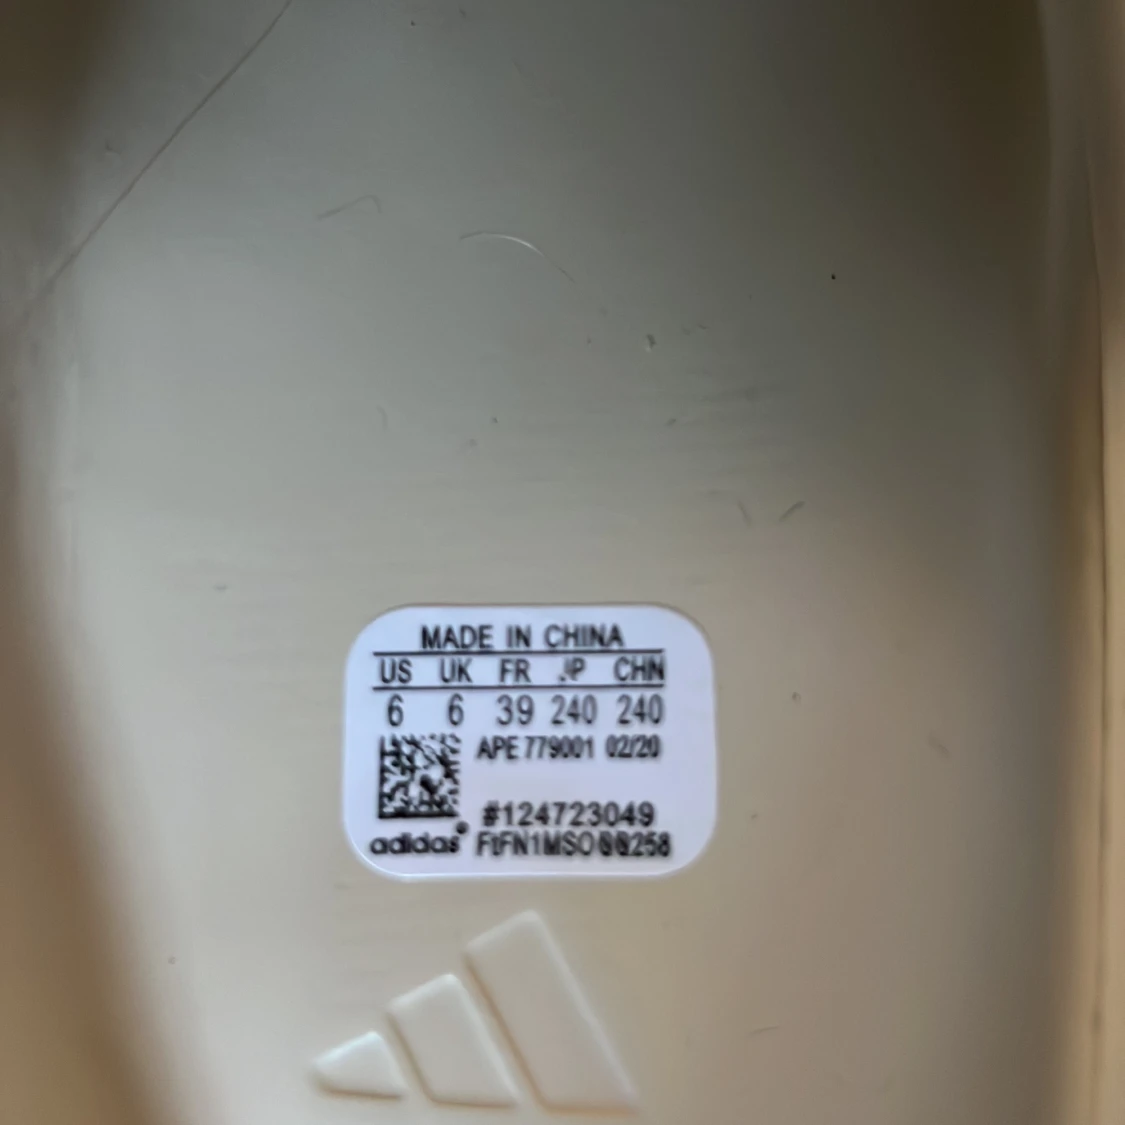 MADE IN CHINA
US UK FR JP CHN
6 6 39 240 240
APE 779001 02/20
#124723049
adidas®